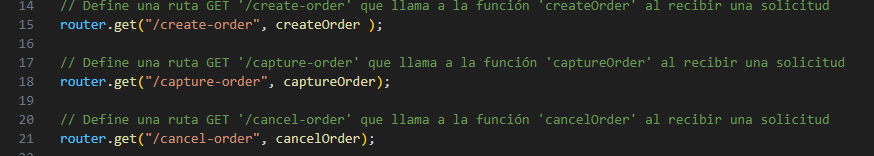 14 // Define una ruta GET '/create-order' que llama a la función 'createOrder' al recibir una solicitud
15 router.get("/create-order", createOrder );
16
17 // Define una ruta GET '/capture-order' que llama a la función 'captureOrder' al recibir una solicitud
18 router.get("/capture-order", captureOrder);
19
20 // Define una ruta GET '/cancel-order' que llama a la función 'cancelOrder' al recibir una solicitud
21 router.get("/cancel-order", cancelOrder);